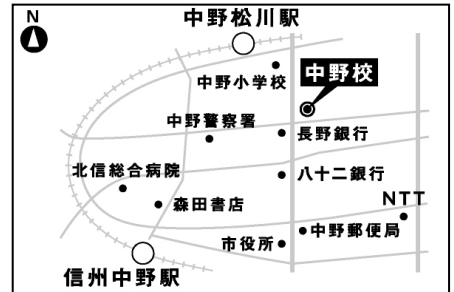 N
中野松川駅
中野小学校
中野校
中野警察署
長野銀行
北信総合病院
八十二銀行
森田書店
NTT
中野郵便局
市役所
信州中野駅